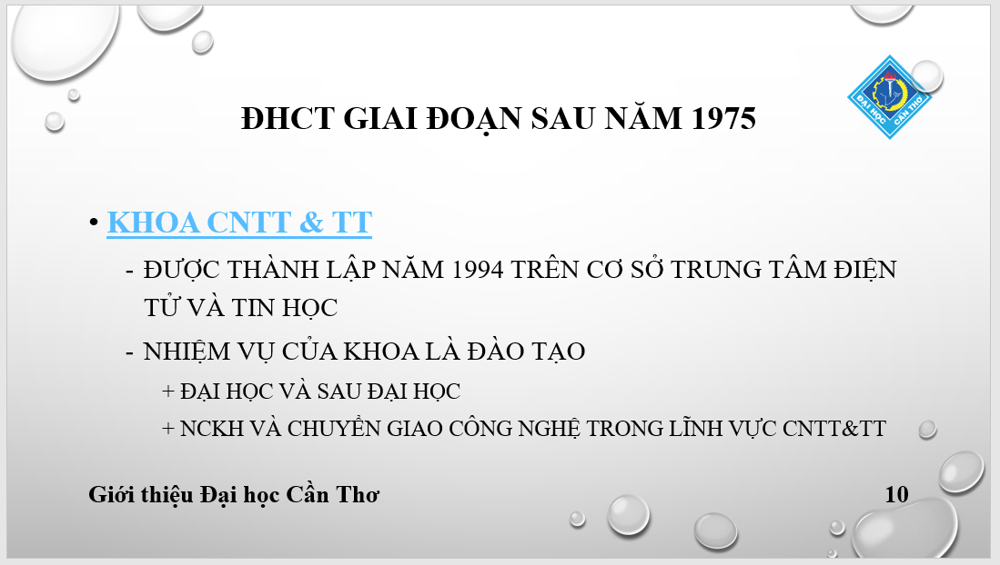 ĐẠI HỌC CẦN THƠ
ĐHCT GIAI ĐOẠN SAU NĂM 1975
• KHOA CNTT & TT
- ĐƯỢC THÀNH LẬP NĂM 1994 TRÊN CƠ SỞ TRUNG TÂM ĐIỆN
TỬ VÀ TIN HỌC
- NHIỆM VỤ CỦA KHOA LÀ ĐÀO TẠO
+ ĐẠI HỌC VÀ SAU ĐẠI HỌC
+ NCKH VÀ CHUYỂN GIAO CÔNG NGHỆ TRONG LĨNH VỰC CNTT&TT
Giới thiệu Đại học Cần Thơ 10